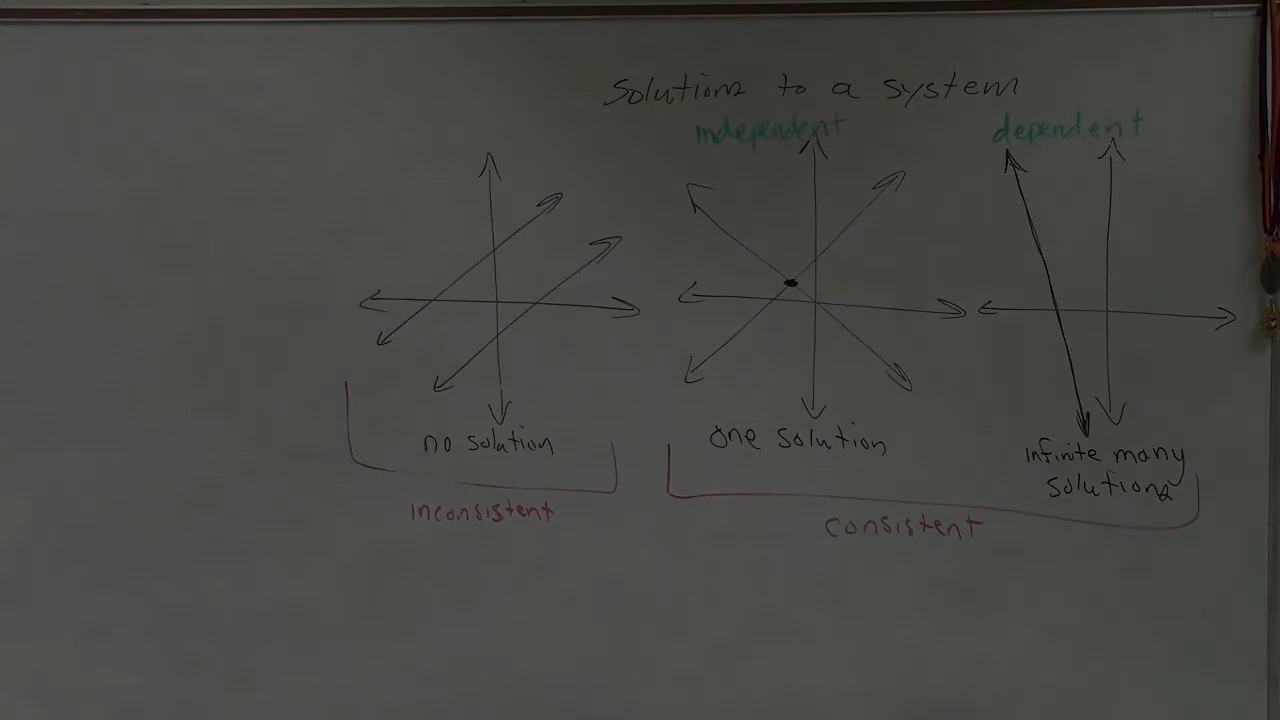 Solutions to a system
independent
dependent
no solution
one solution
infinite many
solutions
inconsistent
consistent